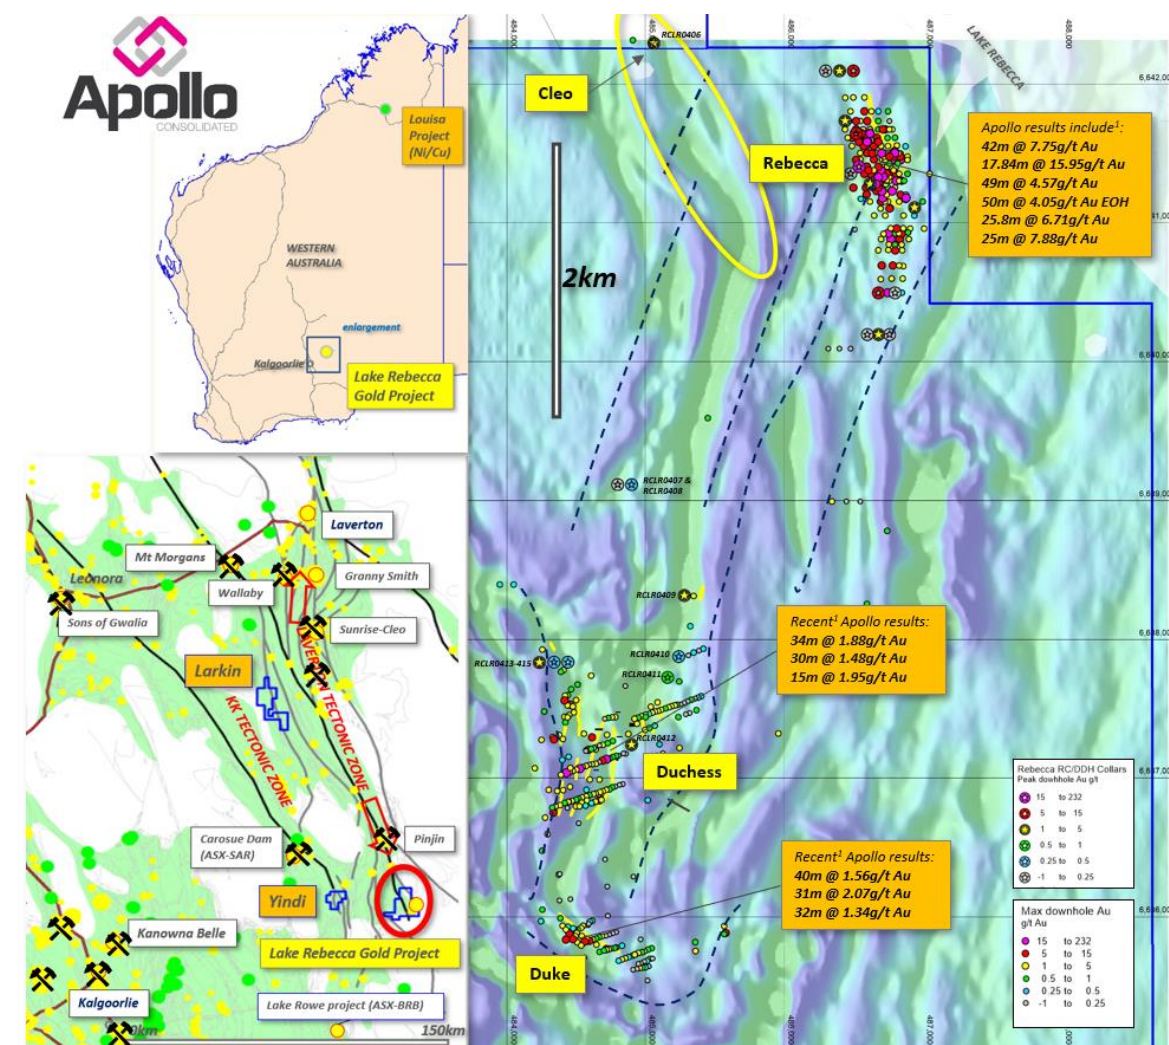 Apollo
CONSOLIDATED
Louisa
Project
(Ni/Cu)
WESTERN
AUSTRALIA
enlargement
Kalgoorlie
Lake Rebecca
Gold Project
Laverton
Mt Morgans
Leonora
Wallaby
Granny Smith
Sons of Gwalia
Sunrise-Cleo
Larkin
LAVERTON TECTONIC ZONE
KK TECTONIC ZONE
Carosue Dam
(ASX-SAR)
Pinjin
Yindi
Kanowna Belle
Lake Rebecca Gold Project
Kalgoorlie
Lake Rowe project (ASX-BRB)
150km
484,000
486,000
488,000
RCLR0406
LAKE REBECCA
Cleo
Rebecca
Apollo results include¹:
42m @ 7.75g/t Au
17.84m @ 15.95g/t Au
49m @ 4.57g/t Au
50m @ 4.05g/t Au EOH
25.8m @ 6.71g/t Au
25m @ 7.88g/t Au
2km
RCLR0407 &
RCLR0408
RCLR0409
RCLR0413-415
RCLR0410
RCLR0411
RCLR0412
Recent¹ Apollo results:
34m @ 1.88g/t Au
30m @ 1.48g/t Au
15m @ 1.95g/t Au
Duchess
Recent¹ Apollo results:
40m @ 1.56g/t Au
31m @ 2.07g/t Au
32m @ 1.34g/t Au
Duke
Rebecca RC/DDH Collars
Peak dowhole Au g/t
15 to 232
5 to 15
1 to 5
0.5 to 1
0.25 to 0.5
-1 to 0.25
Max downhole Au
g/t Au
15 to 232
5 to 15
1 to 5
0.5 to 1
0.25 to 0.5
-1 to 0.25
484,000